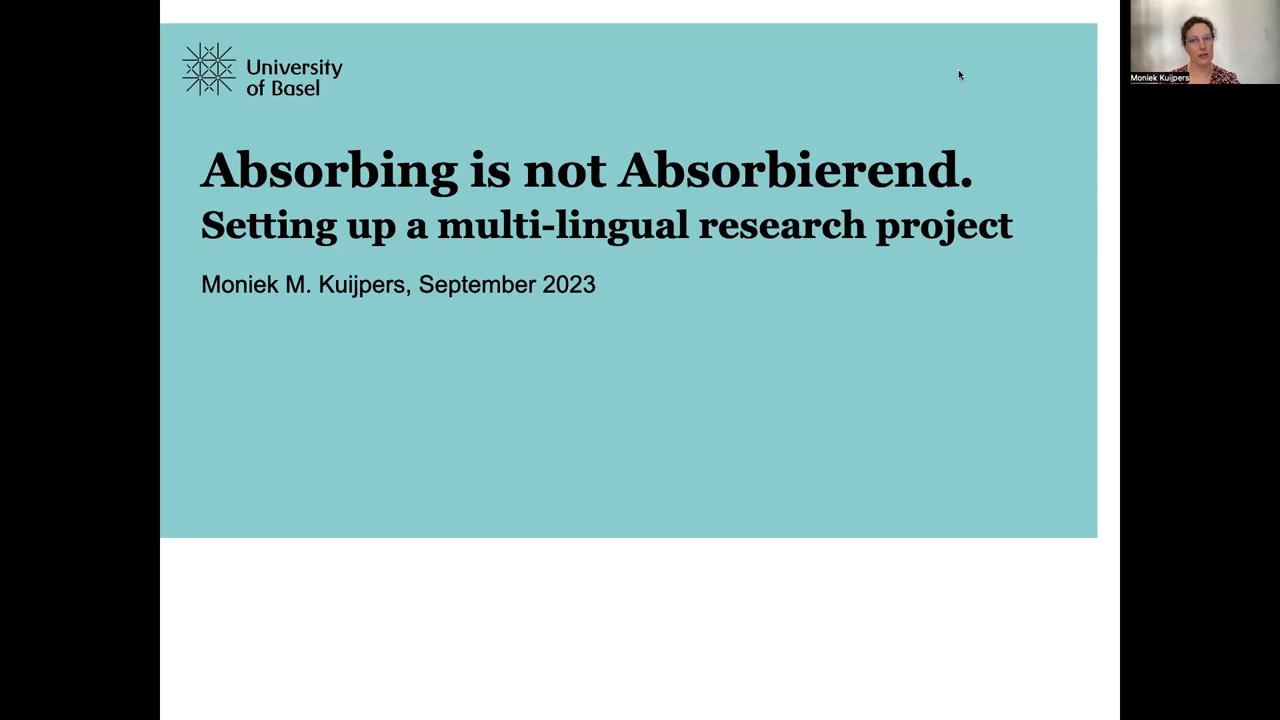 University
of Basel
Absorbing is not Absorbierend.
Setting up a multi-lingual research project
Moniek M. Kuijpers, September 2023
Moniek Kuijpers